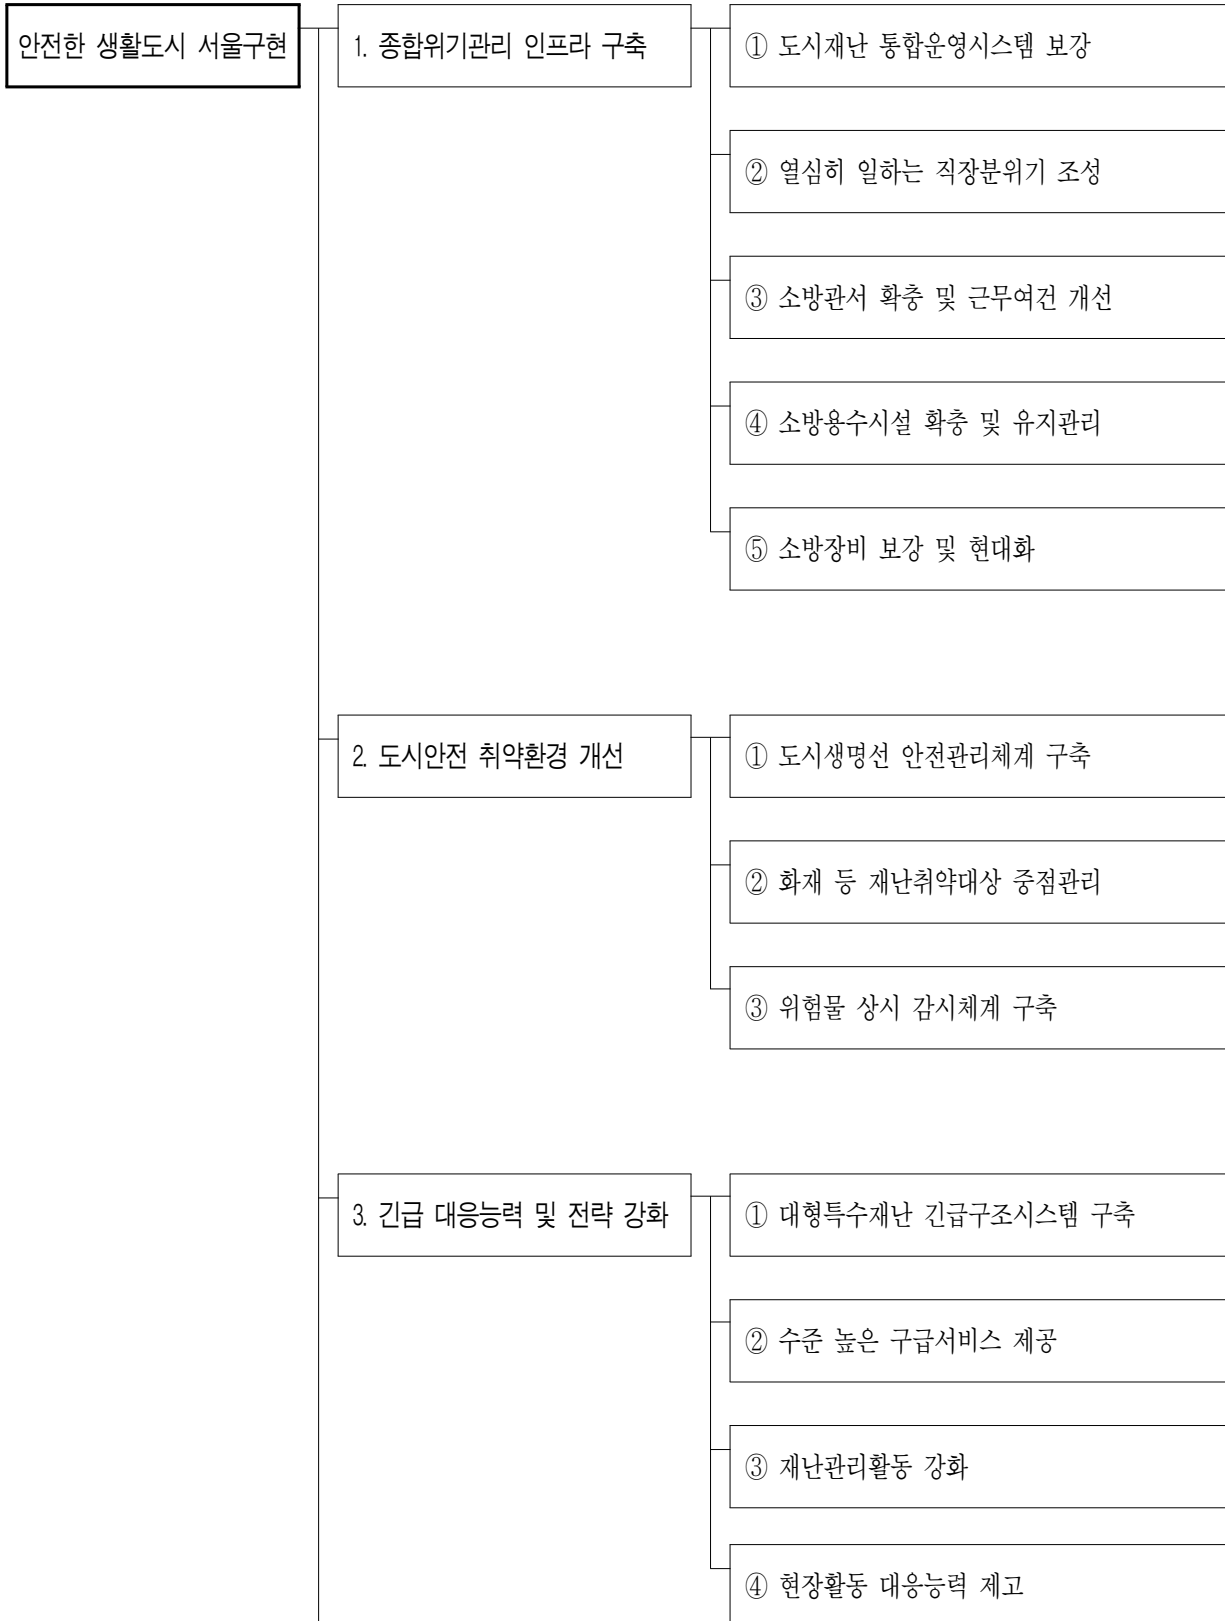 안전한 생활도시 서울구현
1. 종합위기관리 인프라 구축
① 도시재난 통합운영시스템 보강
② 열심히 일하는 직장분위기 조성
③ 소방관서 확충 및 근무여건 개선
④ 소방용수시설 확충 및 유지관리
⑤ 소방장비 보강 및 현대화
2. 도시안전 취약환경 개선
① 도시생명선 안전관리체계 구축
② 화재 등 재난취약대상 중점관리
③ 위험물 상시 감시체계 구축
3. 긴급 대응능력 및 전략 강화
① 대형특수재난 긴급구조시스템 구축
② 수준 높은 구급서비스 제공
③ 재난관리활동 강화
④ 현장활동 대응능력 제고